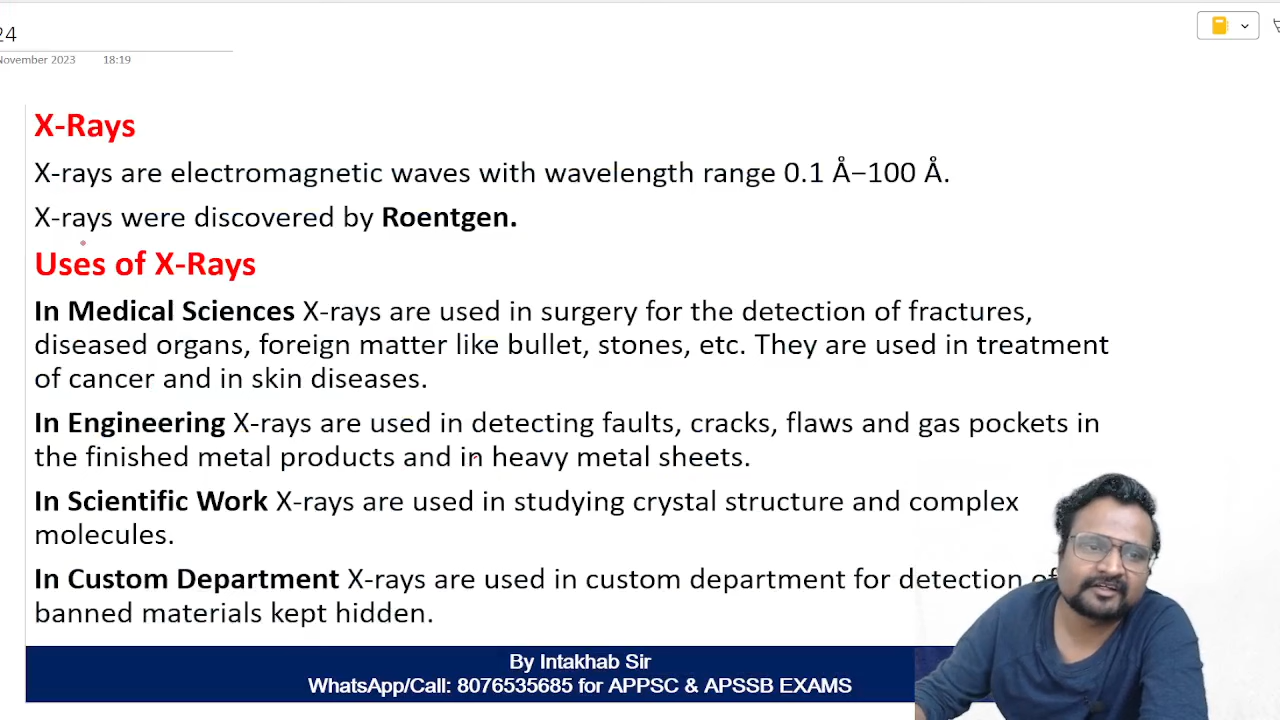 24
November 2023 18:19
X-Rays
X-rays are electromagnetic waves with wavelength range 0.1 Å–100 Å.
X-rays were discovered by Roentgen.
Uses of X-Rays
In Medical Sciences X-rays are used in surgery for the detection of fractures,
diseased organs, foreign matter like bullet, stones, etc. They are used in treatment
of cancer and in skin diseases.
In Engineering X-rays are used in detecting faults, cracks, flaws and gas pockets in
the finished metal products and in heavy metal sheets.
In Scientific Work X-rays are used in studying crystal structure and complex
molecules.
In Custom Department X-rays are used in custom department for detection of
banned materials kept hidden.
By Intakhab Sir
WhatsApp/Call: 8076535685 for APPSC & APSSB EXAMS